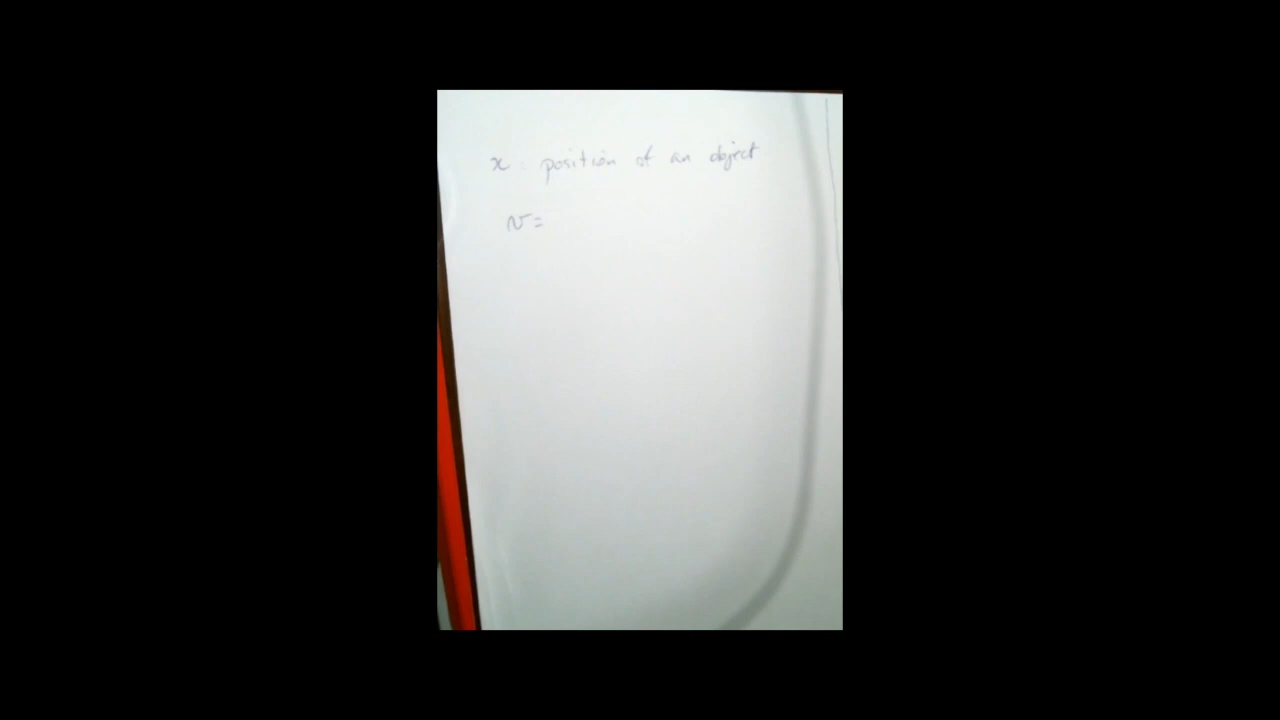 x : position of an object
v =